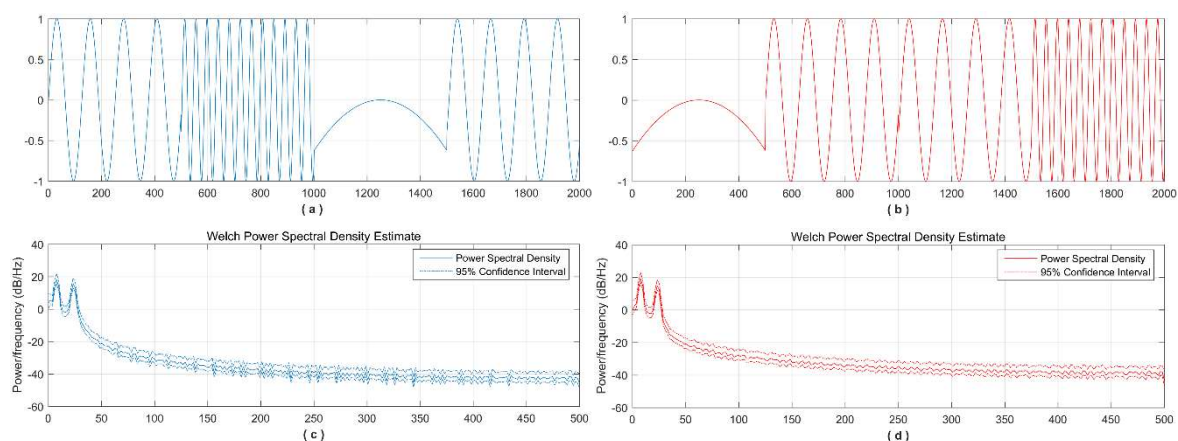 1
0.5
0
-0.5
-1
0 200 400 600 800 1000 1200 1400 1600 1800 2000
( a )
1
0.5
0
-0.5
-1
0 200 400 600 800 1000 1200 1400 1600 1800 2000
( b )
Welch Power Spectral Density Estimate
Power/frequency (dB/Hz)
40
20
0
-20
-40
-60
Power Spectral Density
95% Confidence Interval
0 50 100 150 200 250 300 350 400 450 500
( c )
Welch Power Spectral Density Estimate
Power/frequency (dB/Hz)
40
20
0
-20
-40
-60
Power Spectral Density
95% Confidence Interval
0 50 100 150 200 250 300 350 400 450 500
( d )